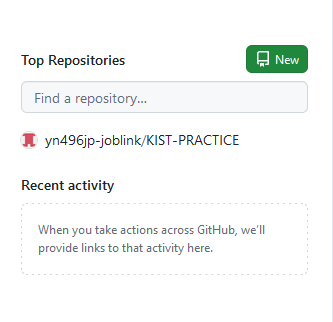 Top Repositories
New
Find a repository...
yn496jp-joblink/KIST-PRACTICE
Recent activity
When you take actions across GitHub, we'll
provide links to that activity here.